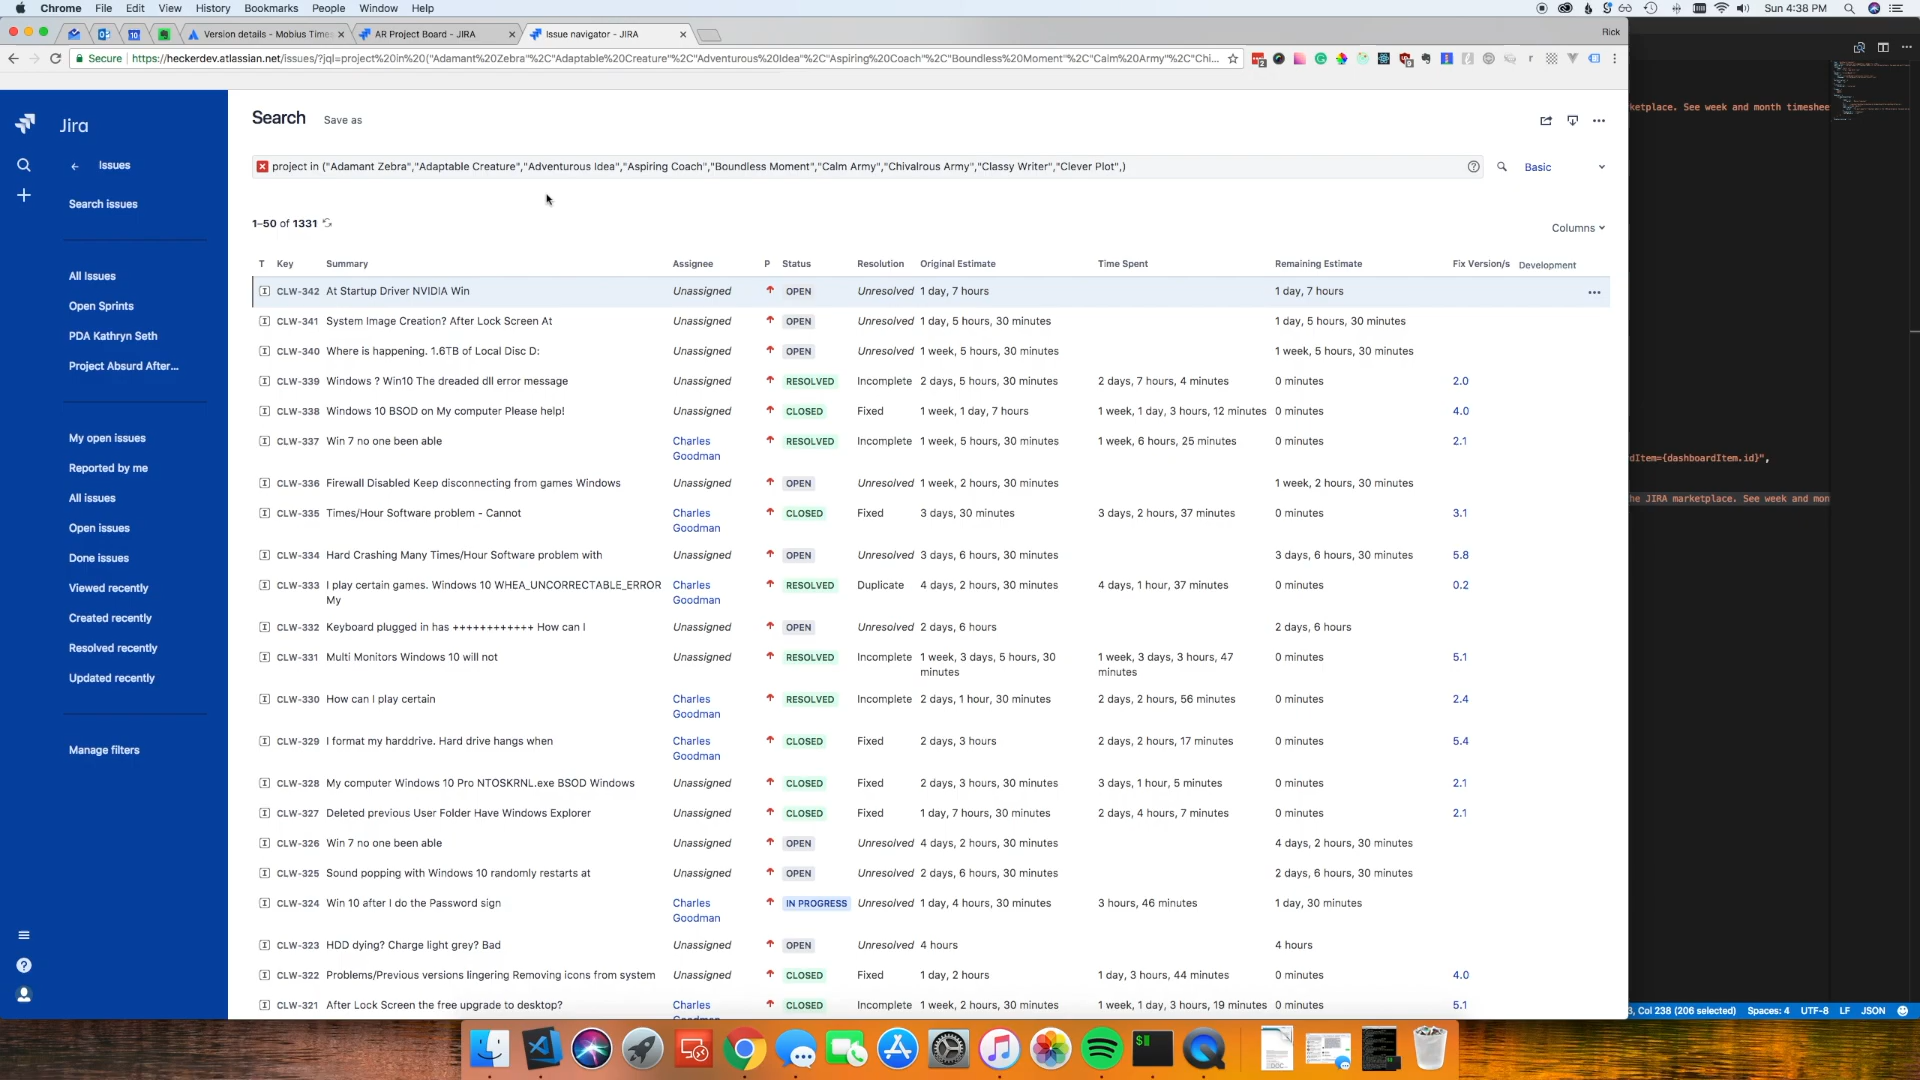 Chrome File Edit View History Bookmarks People Window Help Sun 4:38 PM
Version details - Mobius Times AR Project Board - JIRA Issue navigator - JIRA Rick
Secure https://heckerdev.atlassian.net/issues/?jql=project%20in%20("Adamant%20Zebra"%2C"Adaptable%20Creature"%2C"Adventurous%20Idea"%2C"Aspiring%20Coach"%2C"Boundless%20Moment"%2C"Calm%20Army"%2C"Chi...
Jira
Issues
Search issues
All Issues
Open Sprints
PDA Kathryn Seth
Project Absurd After...
My open issues
Reported by me
All issues
Open issues
Done issues
Viewed recently
Created recently
Resolved recently
Updated recently
Manage filters
Search Save as
project in ("Adamant Zebra","Adaptable Creature","Adventurous Idea","Aspiring Coach","Boundless Moment","Calm Army","Chivalrous Army","Classy Writer","Clever Plot",) Basic
1–50 of 1331
Columns
T Key Summary Assignee P Status Resolution Original Estimate Time Spent Remaining Estimate Fix Version/s Development
CLW-342 At Startup Driver NVIDIA Win Unassigned OPEN Unresolved 1 day, 7 hours 1 day, 7 hours
CLW-341 System Image Creation? After Lock Screen At Unassigned OPEN Unresolved 1 day, 5 hours, 30 minutes 1 day, 5 hours, 30 minutes
CLW-340 Where is happening. 1.6TB of Local Disc D: Unassigned OPEN Unresolved 1 week, 5 hours, 30 minutes 1 week, 5 hours, 30 minutes
CLW-339 Windows ? Win10 The dreaded dll error message Unassigned RESOLVED Incomplete 2 days, 5 hours, 30 minutes 2 days, 7 hours, 4 minutes 0 minutes 2.0
CLW-338 Windows 10 BSOD on My computer Please help! Unassigned CLOSED Fixed 1 week, 1 day, 7 hours 1 week, 1 day, 3 hours, 12 minutes 0 minutes 4.0
CLW-337 Win 7 no one been able Charles RESOLVED Incomplete 1 week, 5 hours, 30 minutes 1 week, 6 hours, 25 minutes 0 minutes 2.1
Goodman
CLW-336 Firewall Disabled Keep disconnecting from games Windows Unassigned OPEN Unresolved 1 week, 2 hours, 30 minutes 1 week, 2 hours, 30 minutes
CLW-335 Times/Hour Software problem - Cannot Charles CLOSED Fixed 3 days, 30 minutes 3 days, 2 hours, 37 minutes 0 minutes 3.1
Goodman
CLW-334 Hard Crashing Many Times/Hour Software problem with Unassigned OPEN Unresolved 3 days, 6 hours, 30 minutes 3 days, 6 hours, 30 minutes 5.8
CLW-333 I play certain games. Windows 10 WHEA_UNCORRECTABLE_ERROR Charles RESOLVED Duplicate 4 days, 2 hours, 30 minutes 4 days, 1 hour, 37 minutes 0 minutes 0.2
My Goodman
CLW-332 Keyboard plugged in has ++++++++++++ How can I Unassigned OPEN Unresolved 2 days, 6 hours 2 days, 6 hours
CLW-331 Multi Monitors Windows 10 will not Unassigned RESOLVED Incomplete 1 week, 3 days, 5 hours, 30 1 week, 3 days, 3 hours, 47 0 minutes 5.1
minutes minutes
CLW-330 How can I play certain Charles RESOLVED Incomplete 2 days, 1 hour, 30 minutes 2 days, 2 hours, 56 minutes 0 minutes 2.4
Goodman
CLW-329 I format my harddrive. Hard drive hangs when Charles CLOSED Fixed 2 days, 3 hours 2 days, 2 hours, 17 minutes 0 minutes 5.4
Goodman
CLW-328 My computer Windows 10 Pro NTOSKRNL.exe BSOD Windows Unassigned CLOSED Fixed 2 days, 3 hours, 30 minutes 3 days, 1 hour, 5 minutes 0 minutes 2.1
CLW-327 Deleted previous User Folder Have Windows Explorer Unassigned CLOSED Fixed 1 day, 7 hours, 30 minutes 2 days, 4 hours, 7 minutes 0 minutes 2.1
CLW-326 Win 7 no one been able Unassigned OPEN Unresolved 4 days, 2 hours, 30 minutes 4 days, 2 hours, 30 minutes
CLW-325 Sound popping with Windows 10 randomly restarts at Unassigned OPEN Unresolved 2 days, 6 hours, 30 minutes 2 days, 6 hours, 30 minutes
CLW-324 Win 10 after I do the Password sign Charles IN PROGRESS Unresolved 1 day, 4 hours, 30 minutes 3 hours, 46 minutes 1 day, 30 minutes
Goodman
CLW-323 HDD dying? Charge light grey? Bad Unassigned OPEN Unresolved 4 hours 4 hours
CLW-322 Problems/Previous versions lingering Removing icons from system Unassigned CLOSED Fixed 1 day, 2 hours 1 day, 3 hours, 44 minutes 0 minutes 4.0
CLW-321 After Lock Screen the free upgrade to desktop? Charles CLOSED Incomplete 1 week, 2 hours, 30 minutes 1 week, 1 day, 3 hours, 19 minutes 0 minutes 5.1
ketplace. See week and month timeshee
dItem={dashboardItem.id}",
he JIRA marketplace. See week and mon
3, Col 238 (206 selected) Spaces: 4 UTF-8 LF JSON